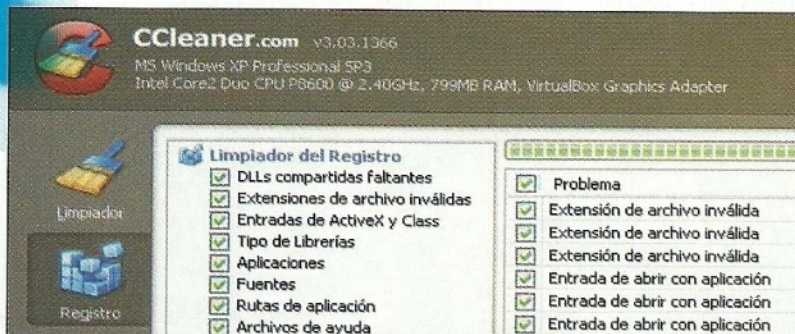 CCleaner.com v3.03.1366
MS Windows XP Professional SP3
Intel Core2 Duo CPU P8600 @ 2.40GHz, 799MB RAM, VirtualBox Graphics Adapter
Limpiador
Registro
Limpiador del Registro
DLLs compartidas faltantes
Extensiones de archivo inválidas
Entradas de ActiveX y Class
Tipo de Librerías
Aplicaciones
Fuentes
Rutas de aplicación
Archivos de ayuda
Problema
Extensión de archivo inválida
Extensión de archivo inválida
Extensión de archivo inválida
Entrada de abrir con aplicación
Entrada de abrir con aplicación
Entrada de abrir con aplicación